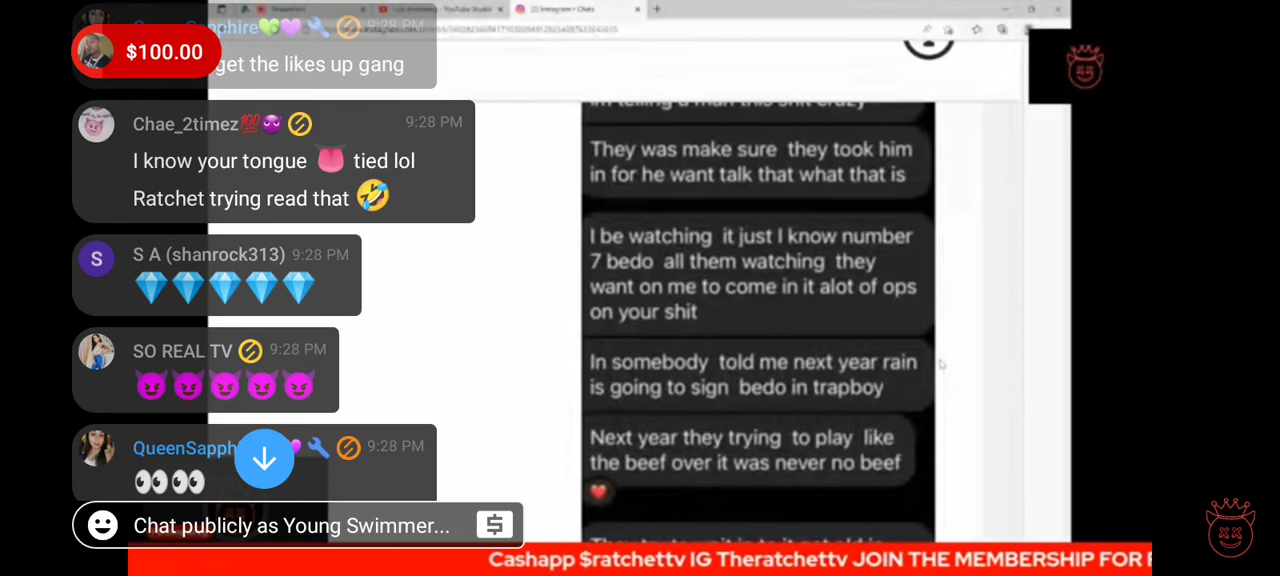 9:28 PM
$100.00
get the likes up gang
Chae_2timez💯😈 9:28 PM
I know your tongue 👅 tied lol
Ratchet trying read that 🤣
S A (shanrock313) 9:28 PM
S
💎💎💎💎💎
SO REAL TV 9:28 PM
😈😈😈😈😈
QueenSapph 9:28 PM
👀👀
Chat publicly as Young Swimmer...
Instagram • Chats
They was make sure they took him
in for he want talk that what that is
I be watching it just I know number
7 bedo all them watching they
want on me to come in it alot of ops
on your shit
In somebody told me next year rain
is going to sign bedo in trapboy
Next year they trying to play like
the beef over it was never no beef
❤️
Cashapp $ratchettv IG Theratchettv JOIN THE MEMBERSHIP FOR